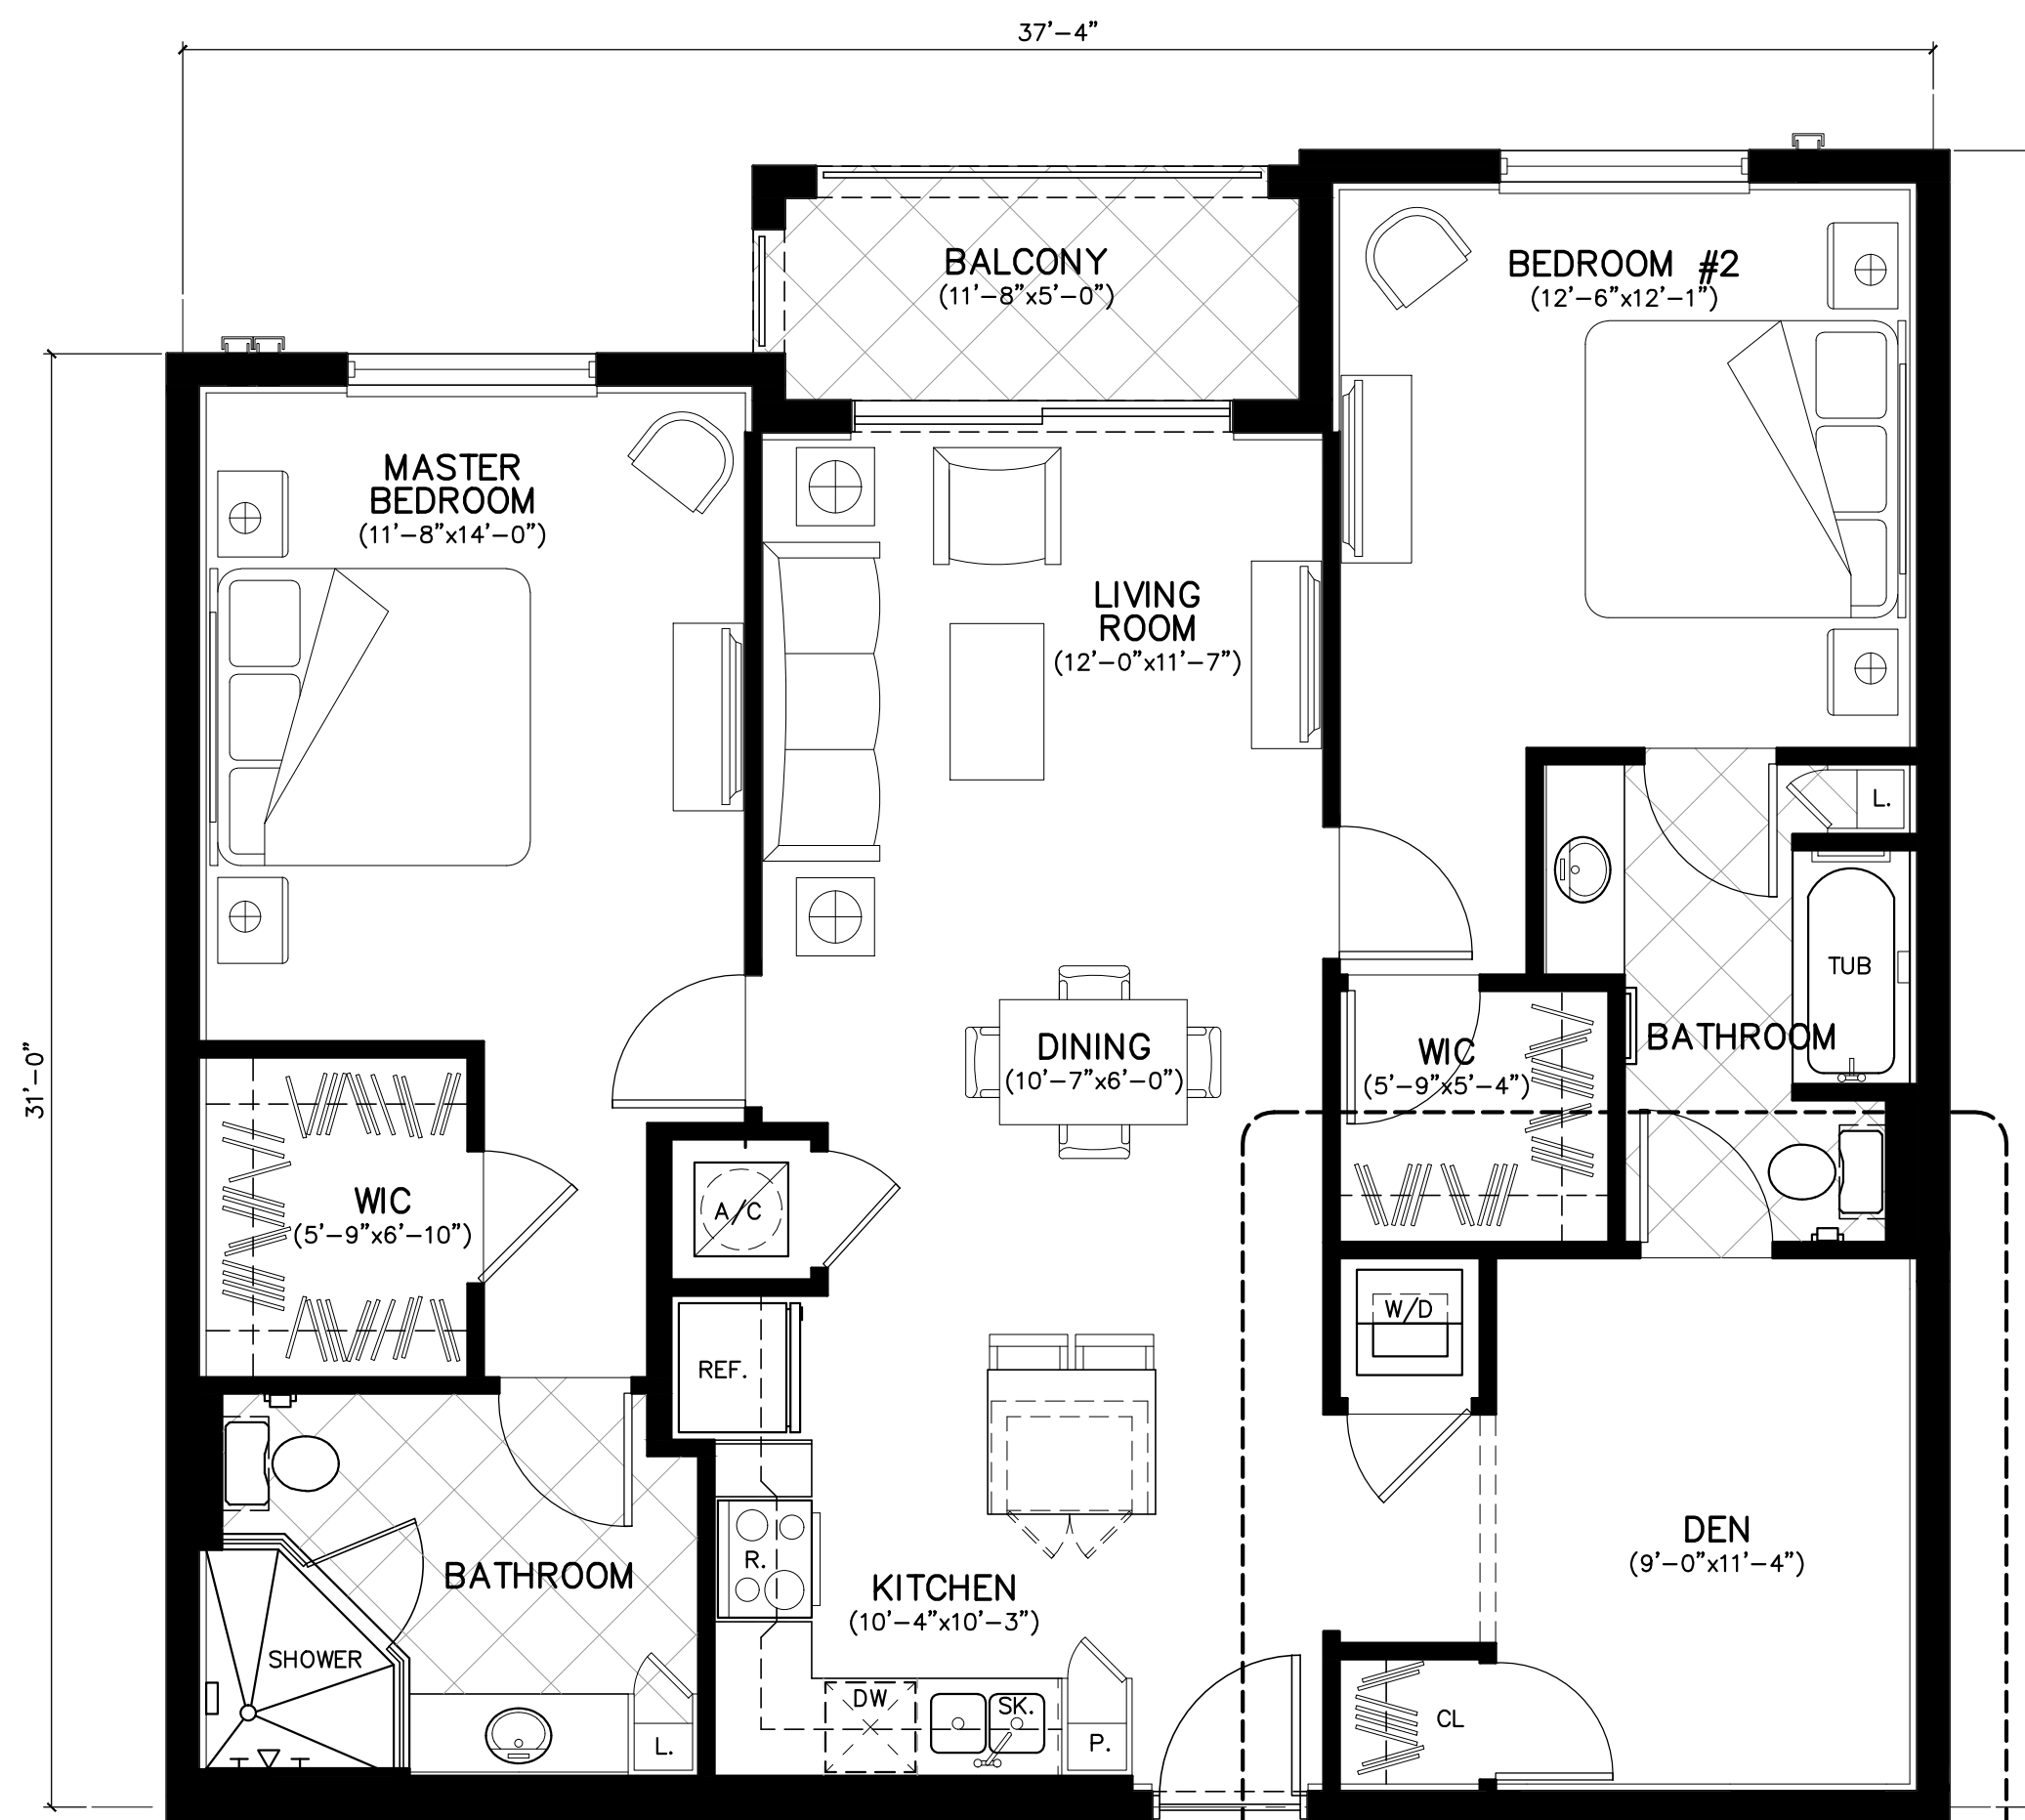 37'-4"
BALCONY
(11'-8"x5'-0")
BEDROOM #2
(12'-6"x12'-1")
MASTER
BEDROOM
(11'-8"x14'-0")
LIVING
ROOM
(12'-0"x11'-7")
L.
TUB
BATHROOM
DINING
(10'-7"x6'-0")
WIC
(5'-9"x5'-4")
31'-0"
WIC
(5'-9"x6'-10")
A/C
W/D
REF.
DEN
(9'-0"x11'-4")
R.
BATHROOM
KITCHEN
(10'-4"x10'-3")
SHOWER
DW
SK.
CL
L.
P.